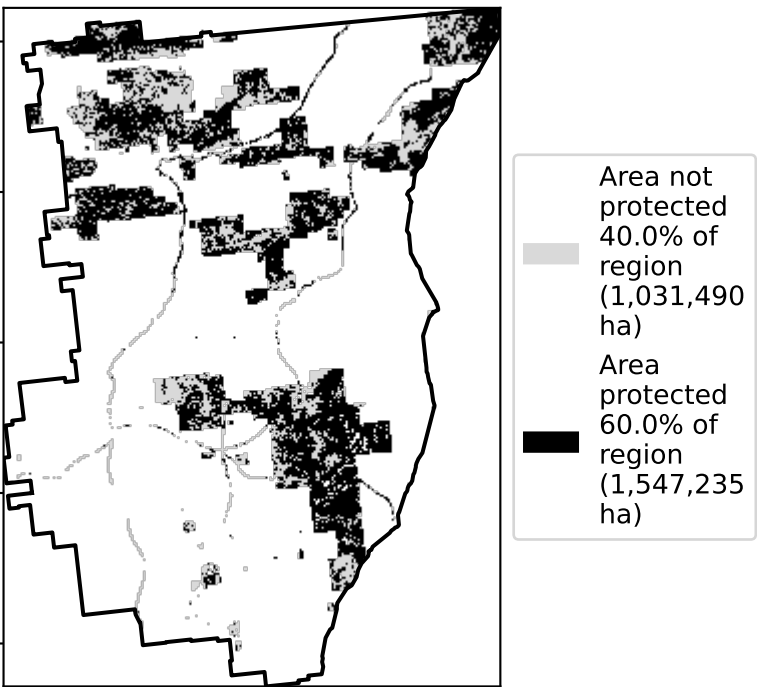 Area not
protected
40.0% of
region
(1,031,490
ha)
Area
protected
60.0% of
region
(1,547,235
ha)